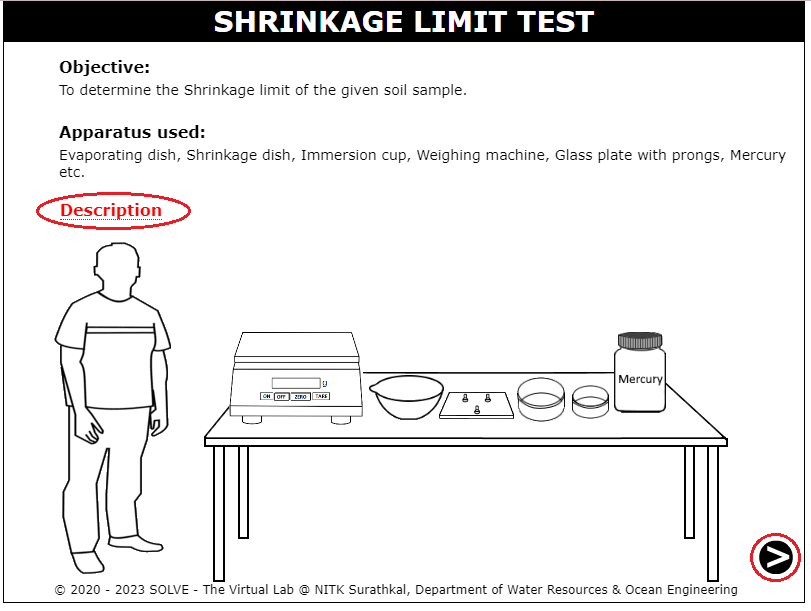 SHRINKAGE LIMIT TEST
Objective:
To determine the Shrinkage limit of the given soil sample.
Apparatus used:
Evaporating dish, Shrinkage dish, Immersion cup, Weighing machine, Glass plate with prongs, Mercury
etc.
Description
g
ON OFF ZERO TARE
Mercury
© 2020 - 2023 SOLVE - The Virtual Lab @ NITK Surathkal, Department of Water Resources & Ocean Engineering